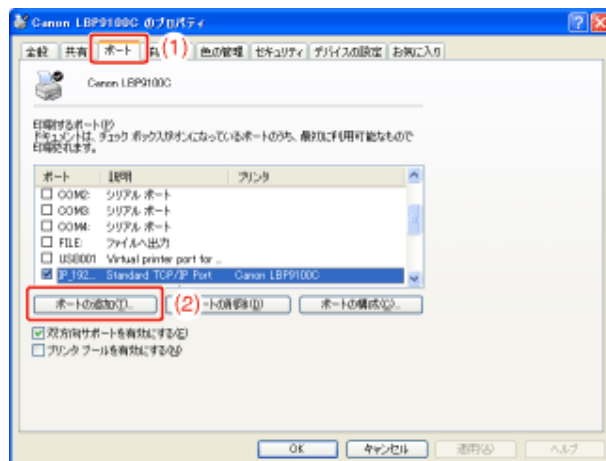 Canon LBP9100C のプロパティ
全般 共有 ポート (1) 色の管理 セキュリティ デバイスの設定 お気に入り
Canon LBP9100C
印刷するポート(P)
ドキュメントは、チェック ボックスがオンになっているポートのうち、最初に利用可能なもので
印刷されます。
ポート 説明 プリンタ
COM2: シリアル ポート
COM3: シリアル ポート
COM4: シリアル ポート
FILE: ファイルへ出力
USB001 Virtual printer port for ...
IP_192... Standard TCP/IP Port Canon LBP9100C
ポートの追加(T)... (2) ートの削除(D) ポートの構成(C)...
双方向サポートを有効にする(E)
プリンタ プールを有効にする(N)
OK キャンセル 適用(A) ヘルプ